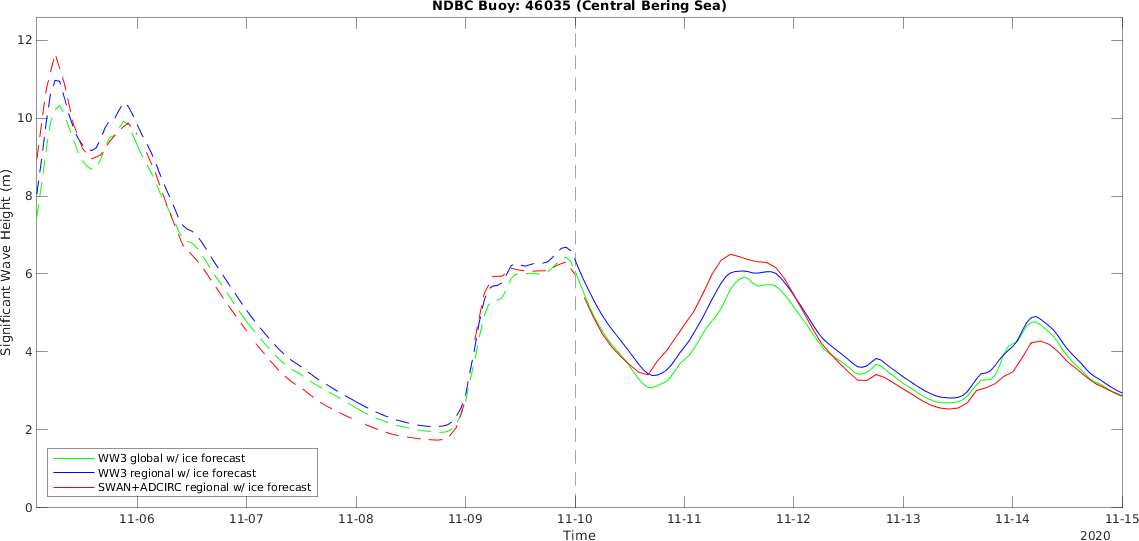 NDBC Buoy: 46035 (Central Bering Sea)
Significant Wave Height (m)
12
10
8
6
4
2
0
WW3 global w/ ice forecast
WW3 regional w/ ice forecast
SWAN+ADCIRC regional w/ ice forecast
11-06 11-07 11-08 11-09 11-10 11-11 11-12 11-13 11-14 11-15
Time
2020